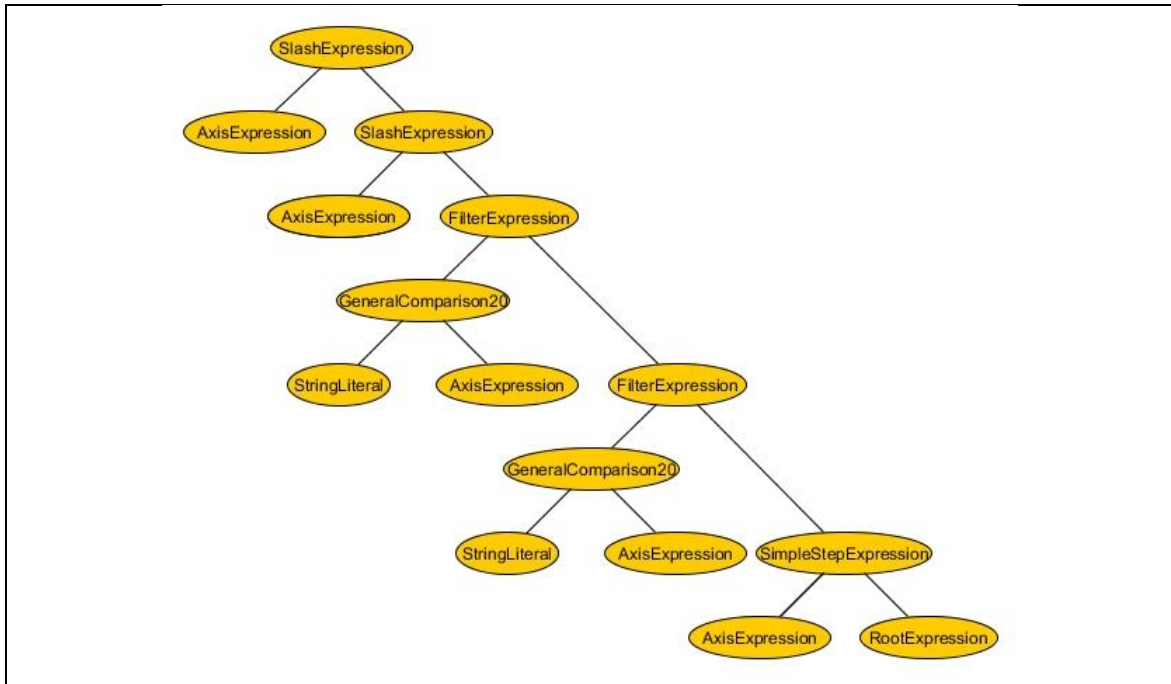 SlashExpression
AxisExpression SlashExpression
AxisExpression FilterExpression
GeneralComparison20
StringLiteral AxisExpression FilterExpression
GeneralComparison20
StringLiteral AxisExpression SimpleStepExpression
AxisExpression RootExpression